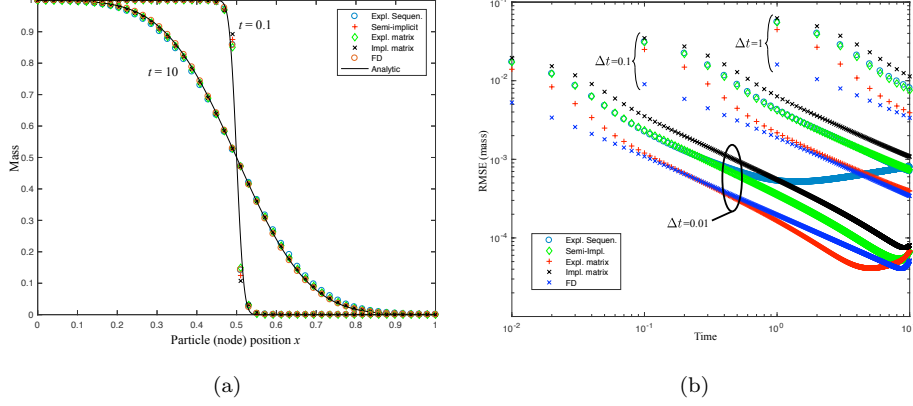 1
0.9
0.8
0.7
0.6
0.5
0.4
0.3
0.2
0.1
0
Mass
0 0.1 0.2 0.3 0.4 0.5 0.6 0.7 0.8 0.9 1
Particle (node) position x
t = 0.1
t = 10
Expl. Sequen.
Semi-implicit
Expl. matrix
Impl. matrix
FD
Analytic
(a)
10⁻¹
10⁻²
10⁻³
10⁻⁴
RMSE (mass)
10⁻² 10⁻¹ 10⁰ 10¹
Time
Δt=0.1
Δt=1
Δt=0.01
Expl. Sequen.
Semi-Impl.
Expl. matrix
Impl. matrix
FD
(b)